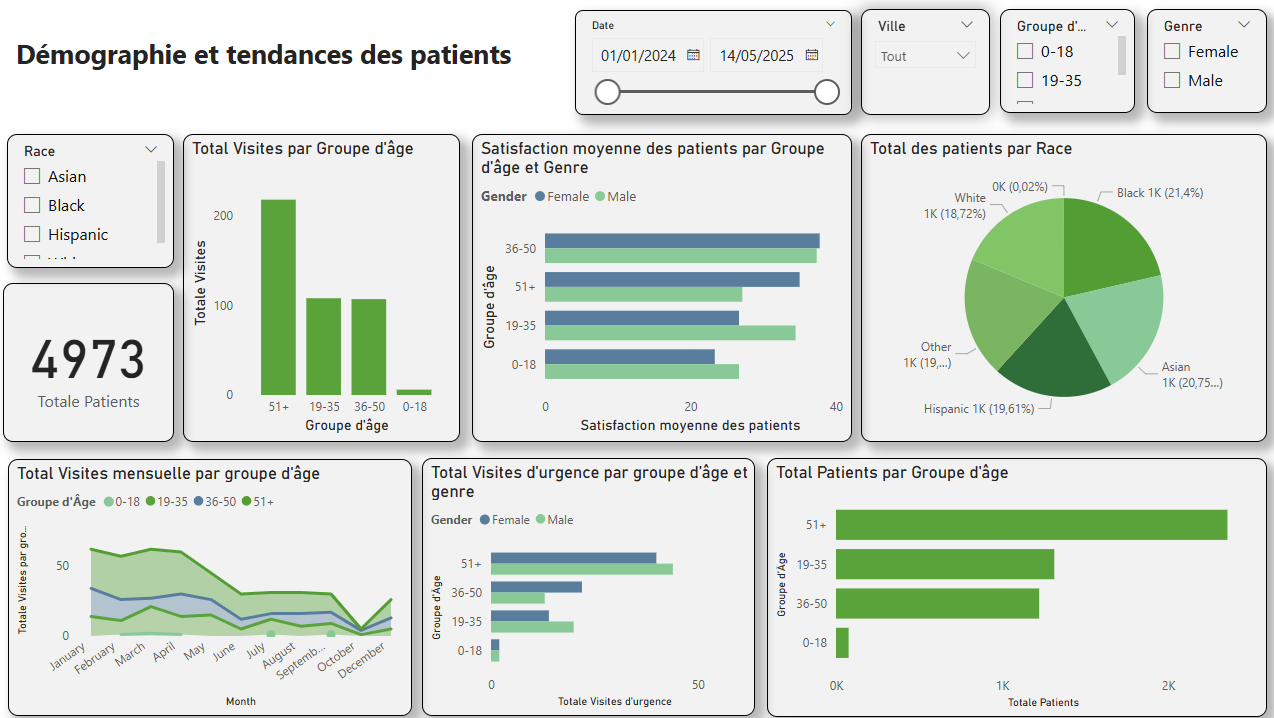 Démographie et tendances des patients
Date
01/01/2024
14/05/2025
Ville
Tout
Groupe d'...
0-18
19-35
Genre
Female
Male
Race
Asian
Black
Hispanic
4973
Totale Patients
Total Visites par Groupe d'âge
Totale Visites
200
100
0
51+
19-35
36-50
0-18
Groupe d'âge
Satisfaction moyenne des patients par Groupe
d'âge et Genre
Gender
Female
Male
Groupe d'âge
36-50
51+
19-35
0-18
0
20
40
Satisfaction moyenne des patients
Total des patients par Race
0K (0,02%)
Black 1K (21,4%)
White
1K (18,72%)
Other
1K (19,...)
Asian
1K (20,75...)
Hispanic 1K (19,61%)
Total Visites mensuelle par groupe d'âge
Groupe d'Âge
0-18
19-35
36-50
51+
Totale Visites par gro...
50
0
January
February
March
April
May
June
July
August
Septemb...
October
December
Month
Total Visites d'urgence par groupe d'âge et
genre
Gender
Female
Male
Groupe d'Âge
51+
36-50
19-35
0-18
0
50
Totale Visites d'urgence
Total Patients par Groupe d'âge
Groupe d'Âge
51+
19-35
36-50
0-18
0K
1K
2K
Totale Patients